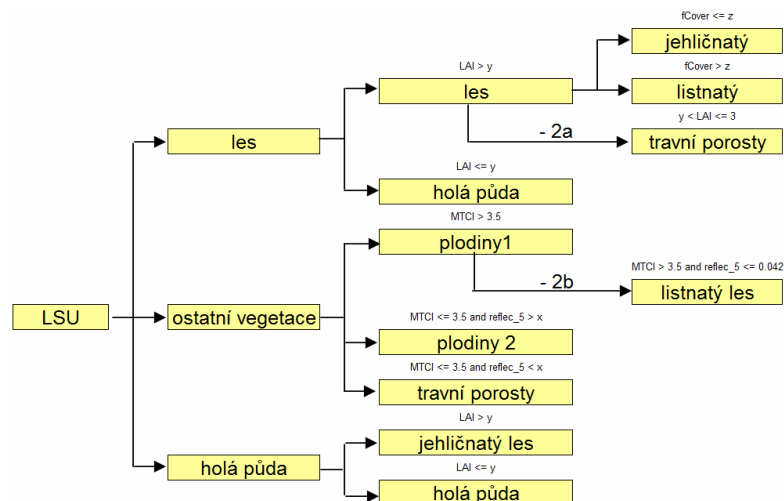 fCover <= z
jehličnatý
LAI > y
fCover > z
les
listnatý
y < LAI <= 3
- 2a
les
travní porosty
LAI <= y
holá půda
MTCI > 3.5
plodiny1
MTCI > 3.5 and reflec_5 <= 0.042
- 2b
listnatý les
LSU
ostatní vegetace
MTCI <= 3.5 and reflec_5 > x
plodiny 2
MTCI <= 3.5 and reflec_5 < x
travní porosty
LAI > y
jehličnatý les
holá půda
LAI <= y
holá půda